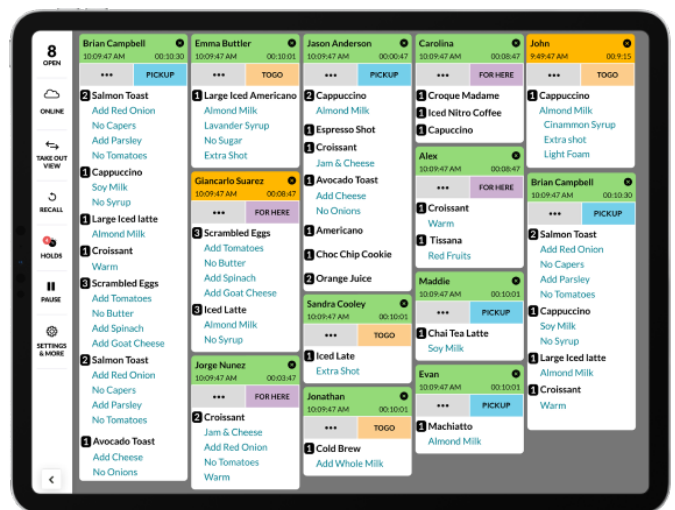 8
OPEN
ONLINE
TAKE OUT
VIEW
RECALL
HOLDS
PAUSE
SETTINGS
& MORE
Brian Campbell
10:09:47 AM 00:10:30
PICKUP
2 Salmon Toast
Add Red Onion
No Capers
Add Parsley
No Tomatoes
1 Cappuccino
Soy Milk
No Syrup
1 Large Iced latte
Almond Milk
1 Croissant
Warm
3 Scrambled Eggs
Add Tomatoes
No Butter
Add Spinach
Add Goat Cheese
2 Salmon Toast
Add Red Onion
No Capers
Add Parsley
No Tomatoes
1 Avocado Toast
Add Cheese
No Onions
Emma Buttler
10:09:47 AM 00:10:01
TOGO
1 Large Iced Americano
Almond Milk
Lavander Syrup
No Sugar
Extra Shot
Giancarlo Suarez
10:09:47 AM 00:08:47
FOR HERE
3 Scrambled Eggs
Add Tomatoes
No Butter
Add Spinach
Add Goat Cheese
3 Iced Latte
Almond Milk
No Syrup
Jorge Nunez
10:09:47 AM 00:03:47
FOR HERE
2 Croissant
Jam & Cheese
Add Red Onion
No Tomatoes
Warm
Jason Anderson
10:09:47 AM 00:00:47
PICKUP
2 Cappuccino
Almond Milk
1 Espresso Shot
1 Croissant
Jam & Cheese
1 Avocado Toast
Add Cheese
No Onions
1 Americano
1 Choc Chip Cookie
2 Orange Juice
Sandra Cooley
10:09:47 AM 00:10:01
TOGO
1 Iced Late
Extra Shot
Jonathan
10:09:47 AM 00:10:01
TOGO
1 Cold Brew
Add Whole Milk
Carolina
10:09:47 AM 00:08:47
FOR HERE
1 Croque Madame
1 Iced Nitro Coffee
1 Capuccino
Alex
10:09:47 AM 00:08:47
FOR HERE
1 Croissant
Warm
1 Tissana
Red Fruits
Maddie
10:09:47 AM 00:10:01
PICKUP
1 Chai Tea Latte
Soy Milk
Evan
10:09:47 AM 00:10:01
PICKUP
1 Machiatto
Almond Milk
John
9:49:47 AM 00:9:15
TOGO
1 Cappuccino
Almond Milk
Cinammon Syrup
Extra shot
Light Foam
Brian Campbell
10:09:47 AM 00:10:30
PICKUP
2 Salmon Toast
Add Red Onion
No Capers
Add Parsley
No Tomatoes
1 Cappuccino
Soy Milk
No Syrup
1 Large Iced latte
Almond Milk
1 Croissant
Warm